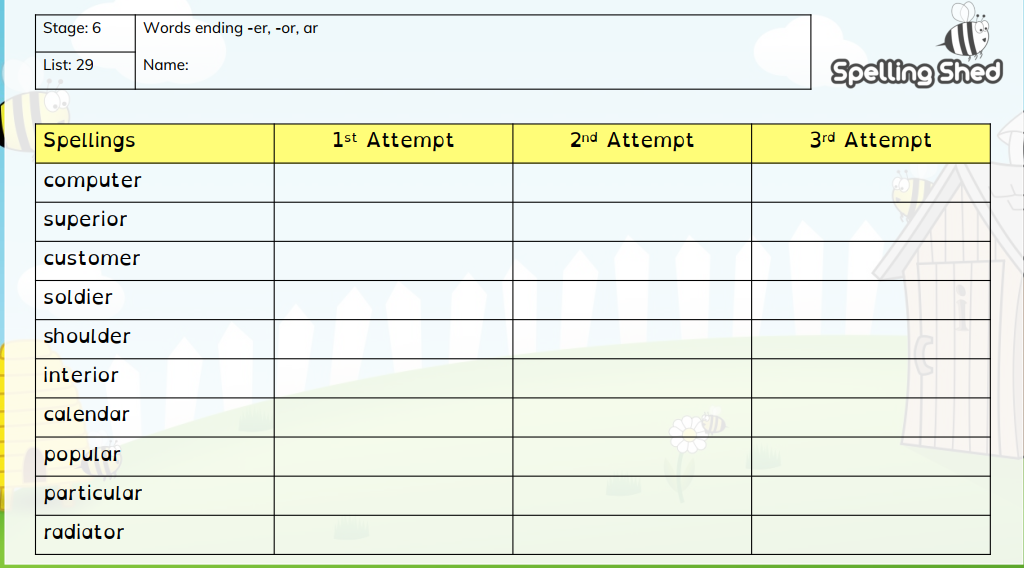 Stage: 6
Words ending -er, -or, ar
List: 29
Name:
Spelling Shed
Spellings 1st Attempt 2nd Attempt 3rd Attempt
computer
superior
customer
soldier
shoulder
interior
calendar
popular
particular
radiator